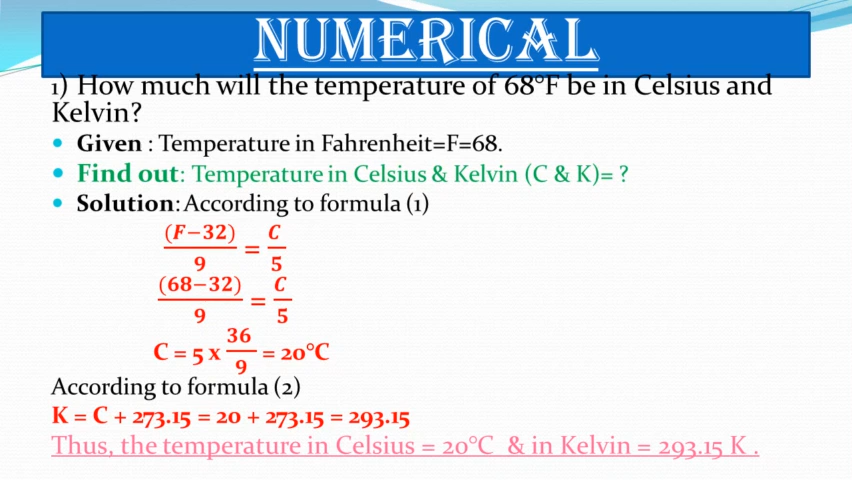 NUMERICAL
1) How much will the temperature of 68°F be in Celsius and
Kelvin?
• Given : Temperature in Fahrenheit=F=68.
• Find out: Temperature in Celsius & Kelvin (C & K)= ?
• Solution: According to formula (1)
(F−32)/9 = C/5
(68−32)/9 = C/5
C = 5 x 36/9 = 20°C
According to formula (2)
K = C + 273.15 = 20 + 273.15 = 293.15
Thus, the temperature in Celsius = 20°C & in Kelvin = 293.15 K .